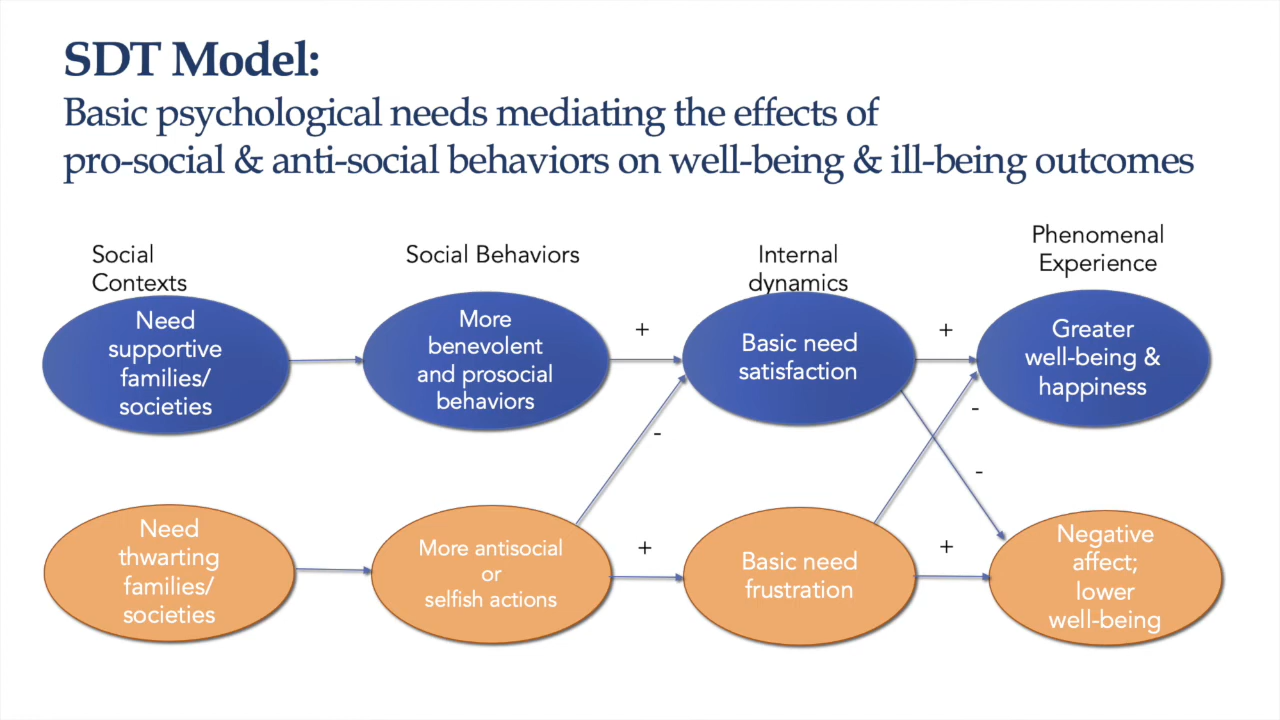 SDT Model:
Basic psychological needs mediating the effects of
pro-social & anti-social behaviors on well-being & ill-being outcomes
Social
Contexts
Social Behaviors
Internal
dynamics
Phenomenal
Experience
Need
supportive
families/
societies
More
benevolent
and prosocial
behaviors
+
Basic need
satisfaction
+
Greater
well-being &
happiness
-
-
-
Need
thwarting
families/
societies
More antisocial
or
selfish actions
+
Basic need
frustration
+
Negative
affect;
lower
well-being